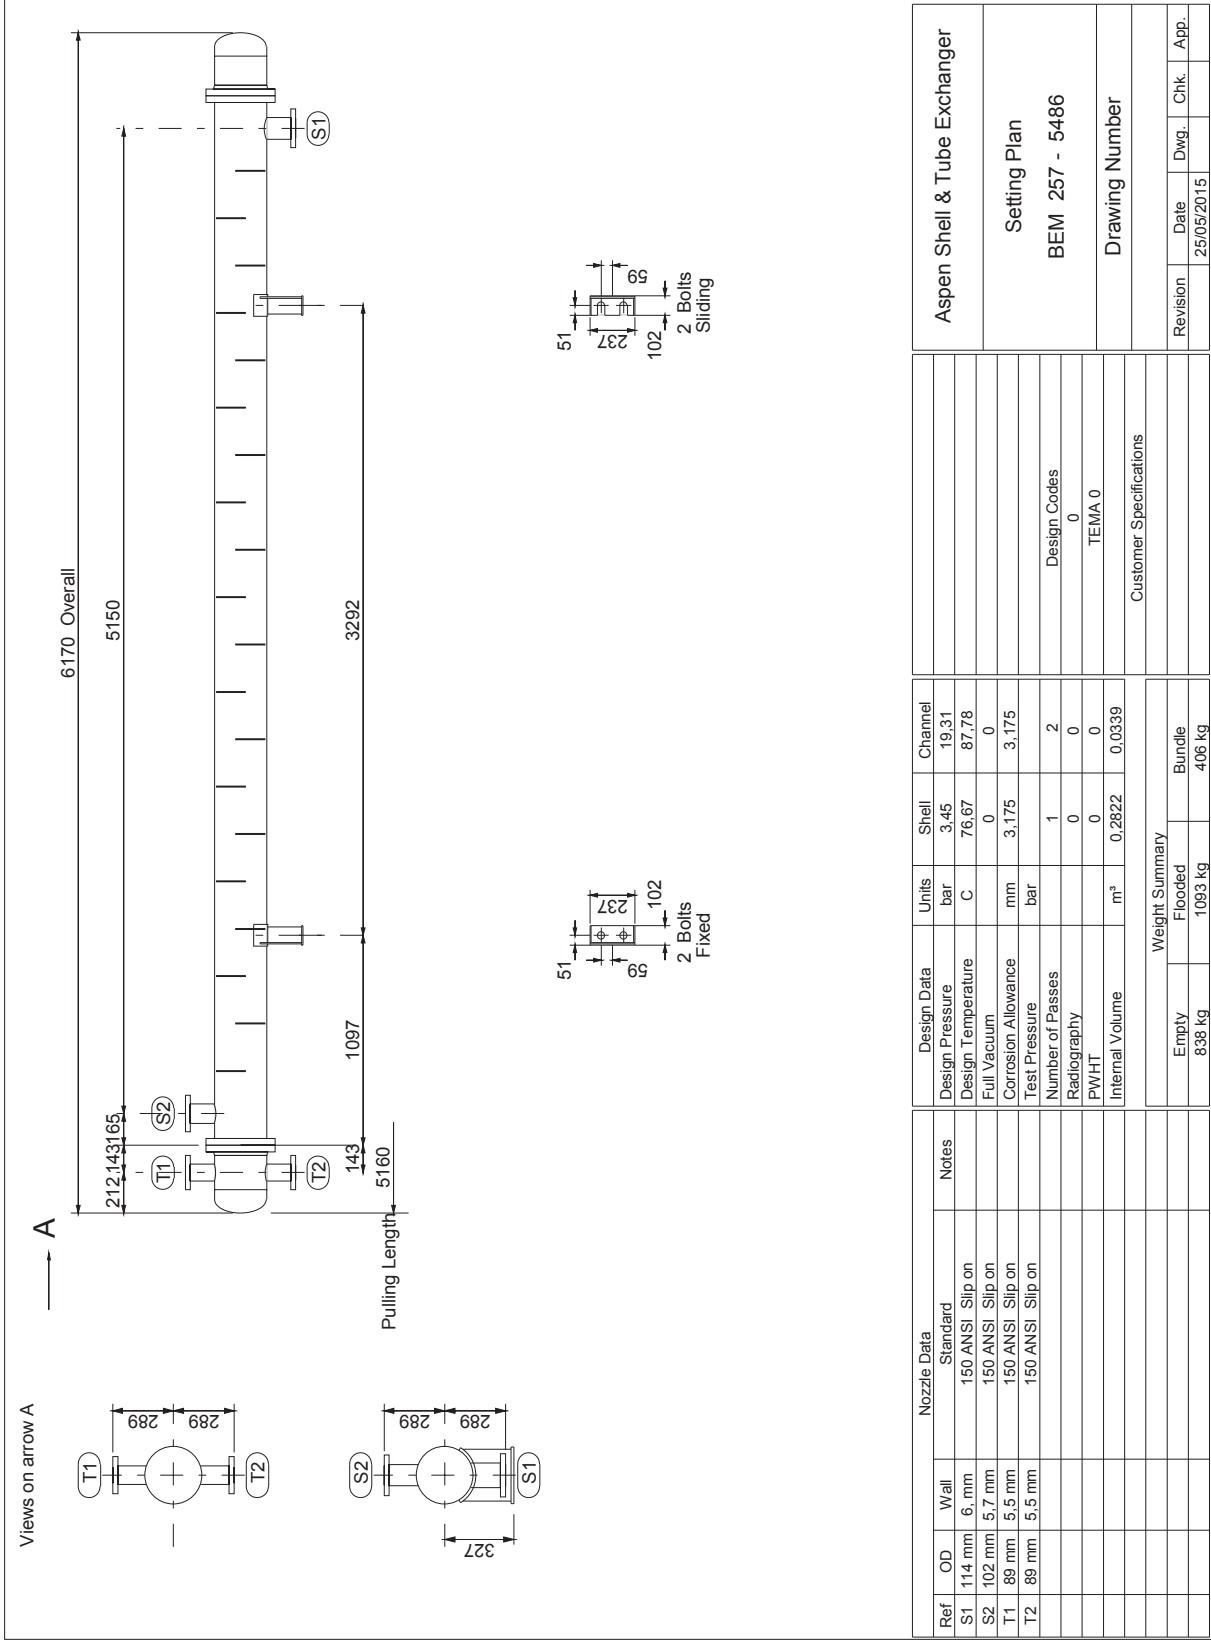 Views on arrow A
A
T1
289
289
T2
S2
289
289
S1
327
6170 Overall
5150
212
143
165
T1
S2
T2
S1
143
1097
3292
5160
Pulling Length
51
237
59
102
2 Bolts
Fixed
51
59
237
102
2 Bolts
Sliding
Nozzle Data
Ref OD Wall Standard Notes
S1 114 mm 6, mm 150 ANSI Slip on
S2 102 mm 5,7 mm 150 ANSI Slip on
T1 89 mm 5,5 mm 150 ANSI Slip on
T2 89 mm 5,5 mm 150 ANSI Slip on
Design Data Units Shell Channel
Design Pressure bar 3,45 19,31
Design Temperature C 76,67 87,78
Full Vacuum 0 0
Corrosion Allowance mm 3,175 3,175
Test Pressure bar
Number of Passes 1 2
Radiography 0 0
PWHT 0 0
Internal Volume m³ 0,2822 0,0339
Weight Summary
Empty Flooded Bundle
838 kg 1093 kg 406 kg
Design Codes
0
TEMA 0
Customer Specifications
Aspen Shell & Tube Exchanger
Setting Plan
BEM 257 - 5486
Drawing Number
Revision Date Dwg. Chk. App.
25/05/2015